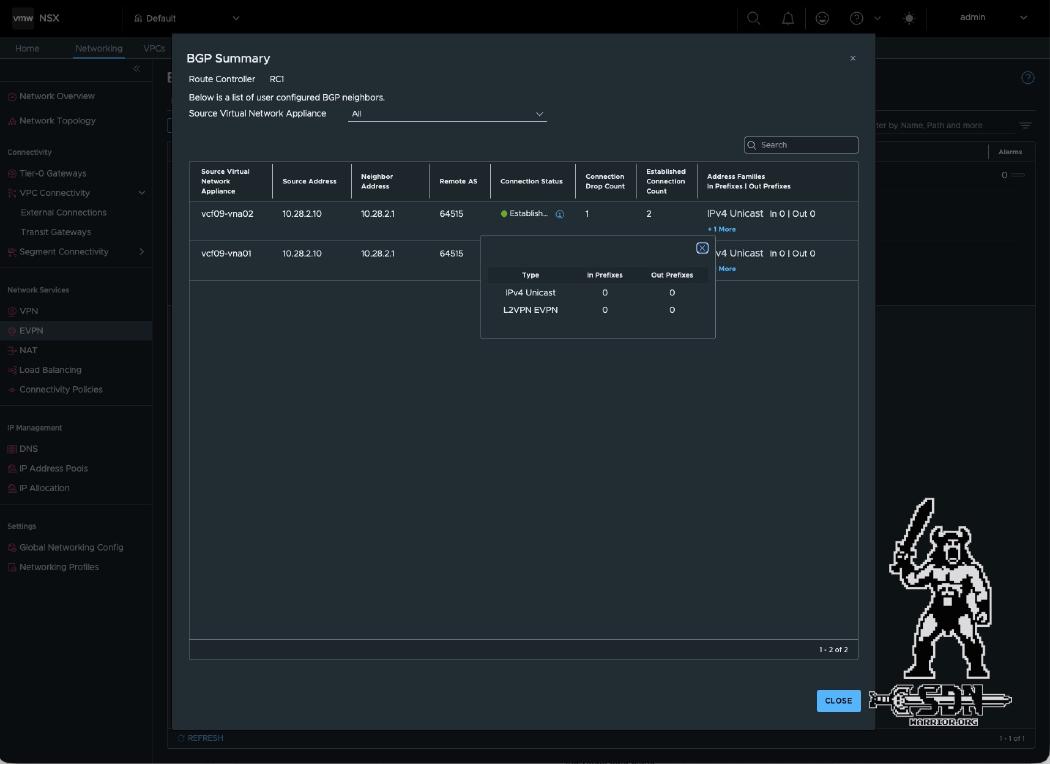 vmw NSX
Default
admin
Home Networking VPCs
Network Overview
Network Topology
Connectivity
Tier-0 Gateways
VPC Connectivity
External Connections
Transit Gateways
Segment Connectivity
Network Services
VPN
EVPN
NAT
Load Balancing
Connectivity Policies
IP Management
DNS
IP Address Pools
IP Allocation
Settings
Global Networking Config
Networking Profiles
BGP Summary
Route Controller RC1
Below is a list of user configured BGP neighbors.
Source Virtual Network Appliance All
Search
Source Virtual Network Appliance
Source Address
Neighbor Address
Remote AS
Connection Status
Connection Drop Count
Established Connection Count
Address Families
In Prefixes | Out Prefixes
vcf09-vna02 10.28.2.10 10.28.2.1 64515 Establish... 1 2 IPv4 Unicast In 0 | Out 0
+ 1 More
vcf09-vna01 10.28.2.10 10.28.2.1 64515 v4 Unicast In 0 | Out 0
More
Type In Prefixes Out Prefixes
IPv4 Unicast 0 0
L2VPN EVPN 0 0
1 - 2 of 2
CLOSE
ter by Name, Path and more
Alarms
0
REFRESH
1 - 1 of 1
SDN
WARRIOR.ORG